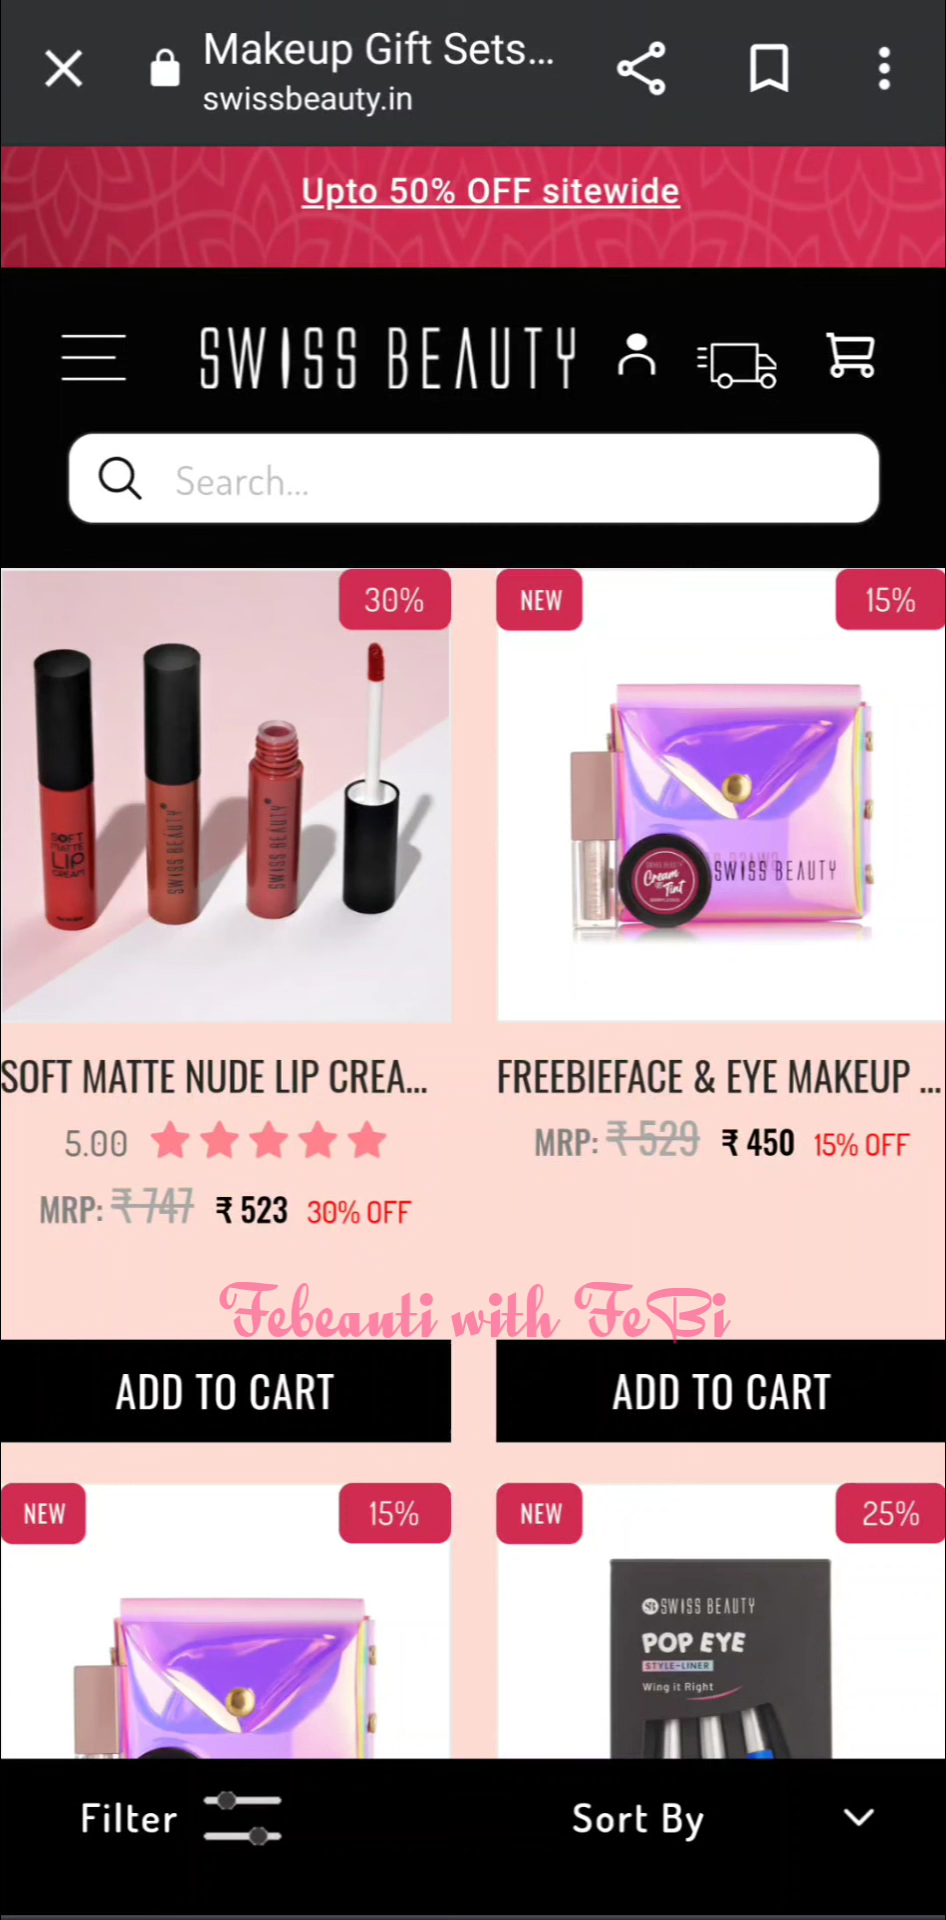 Makeup Gift Sets...
swissbeauty.in
Upto 50% OFF sitewide
SWISS BEAUTY
Search...
30%
NEW
15%
SOFT
MATTE
LIP
CREAM
SWISS BEAUTY
SWISS BEAUTY
SWISS BEAUTY
Cream
Tint
SOFT MATTE NUDE LIP CREA...
5.00
MRP: ₹ 747 ₹ 523 30% OFF
FREEBIEFACE & EYE MAKEUP ...
MRP: ₹ 529 ₹ 450 15% OFF
Febeauti with FeBi
ADD TO CART
ADD TO CART
NEW
15%
NEW
25%
SB SWISS BEAUTY
POP EYE
STYLE-LINER
Wing it Right
Filter
Sort By